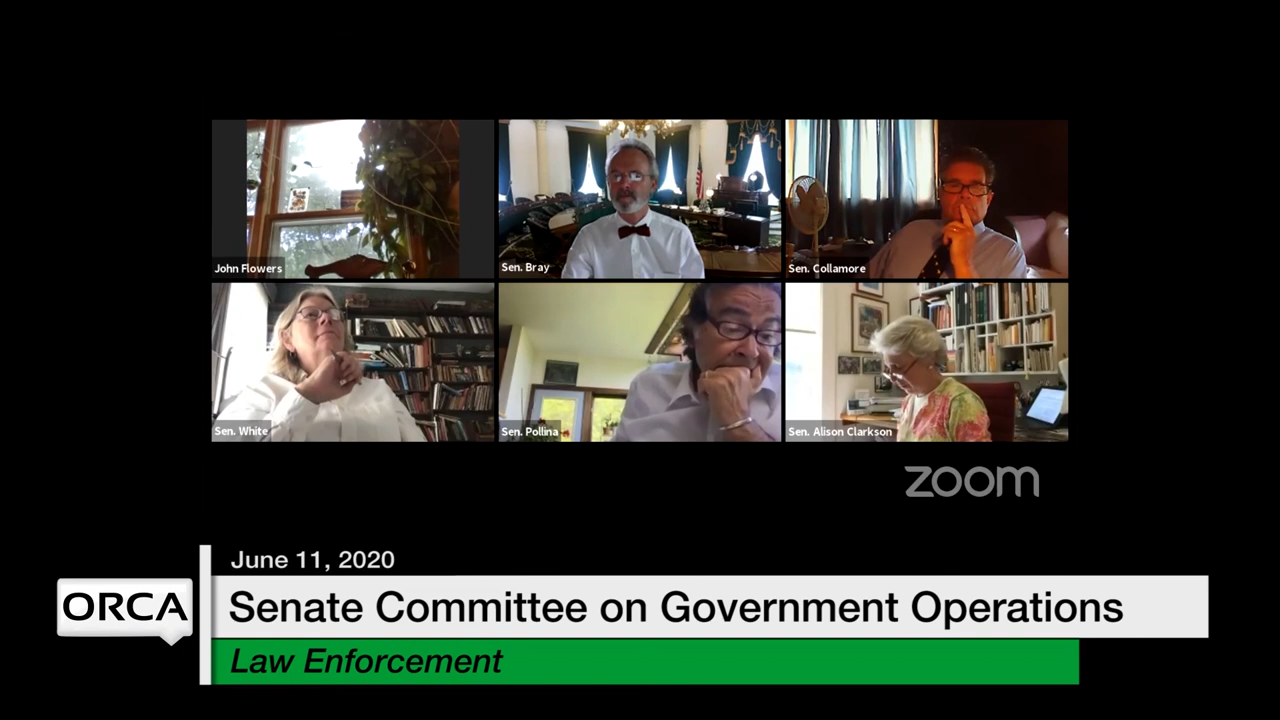 John Flowers
Sen. Bray
Sen. Collamore
Sen. White
Sen. Pollina
Sen. Alison Clarkson
zoom
June 11, 2020
ORCA
Senate Committee on Government Operations
Law Enforcement